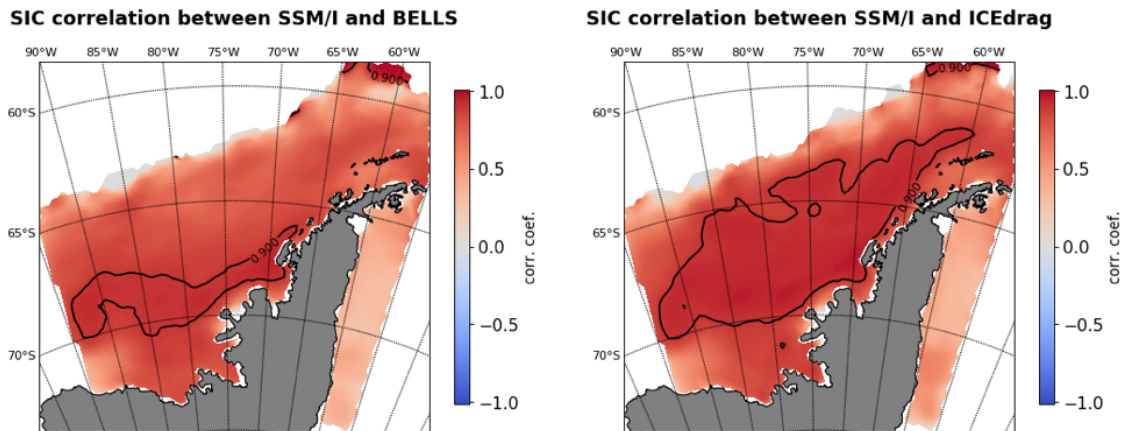 SIC correlation between SSM/I and BELLS
90°W 85°W 80°W 75°W 70°W 65°W 60°W
60°S
65°S
70°S
0.900
0.900
1.0
0.5
0.0
−0.5
−1.0
corr. coef.
SIC correlation between SSM/I and ICEdrag
90°W 85°W 80°W 75°W 70°W 65°W 60°W
60°S
65°S
70°S
0.900
0.900
1.0
0.5
0.0
−0.5
−1.0
corr. coef.